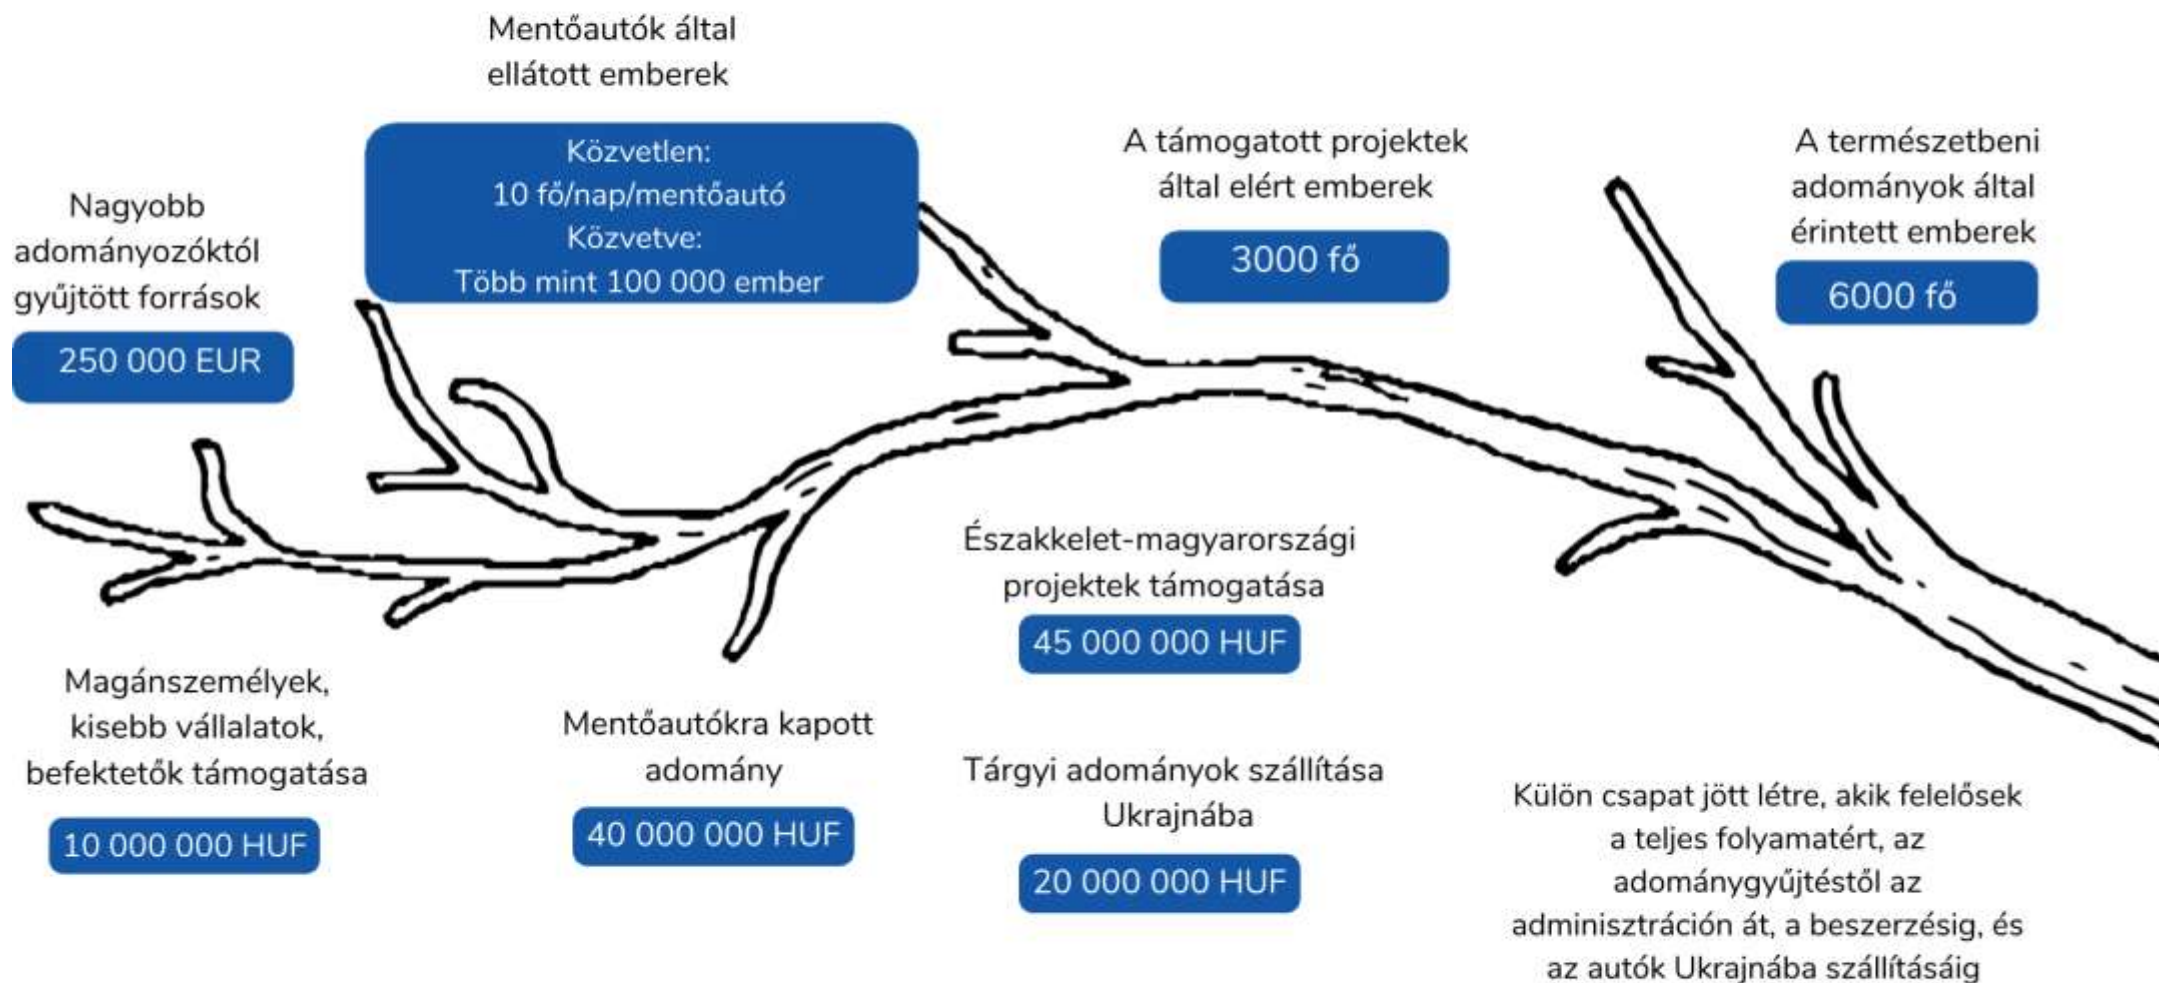 Mentőautók által
ellátott emberek
Közvetlen:
10 fő/nap/mentőautó
Közvetve:
Több mint 100 000 ember
A támogatott projektek
által elért emberek
3000 fő
A természetbeni
adományok által
érintett emberek
6000 fő
Nagyobb
adományozóktól
gyűjtött források
250 000 EUR
Magánszemélyek,
kisebb vállalatok,
befektetők támogatása
10 000 000 HUF
Mentőautókra kapott
adomány
40 000 000 HUF
Északkelet-magyarországi
projektek támogatása
45 000 000 HUF
Tárgyi adományok szállítása
Ukrajnába
20 000 000 HUF
Külön csapat jött létre, akik felelősek
a teljes folyamatért, az
adománygyűjtéstől az
adminisztráción át, a beszerzésig, és
az autók Ukrajnába szállításáig